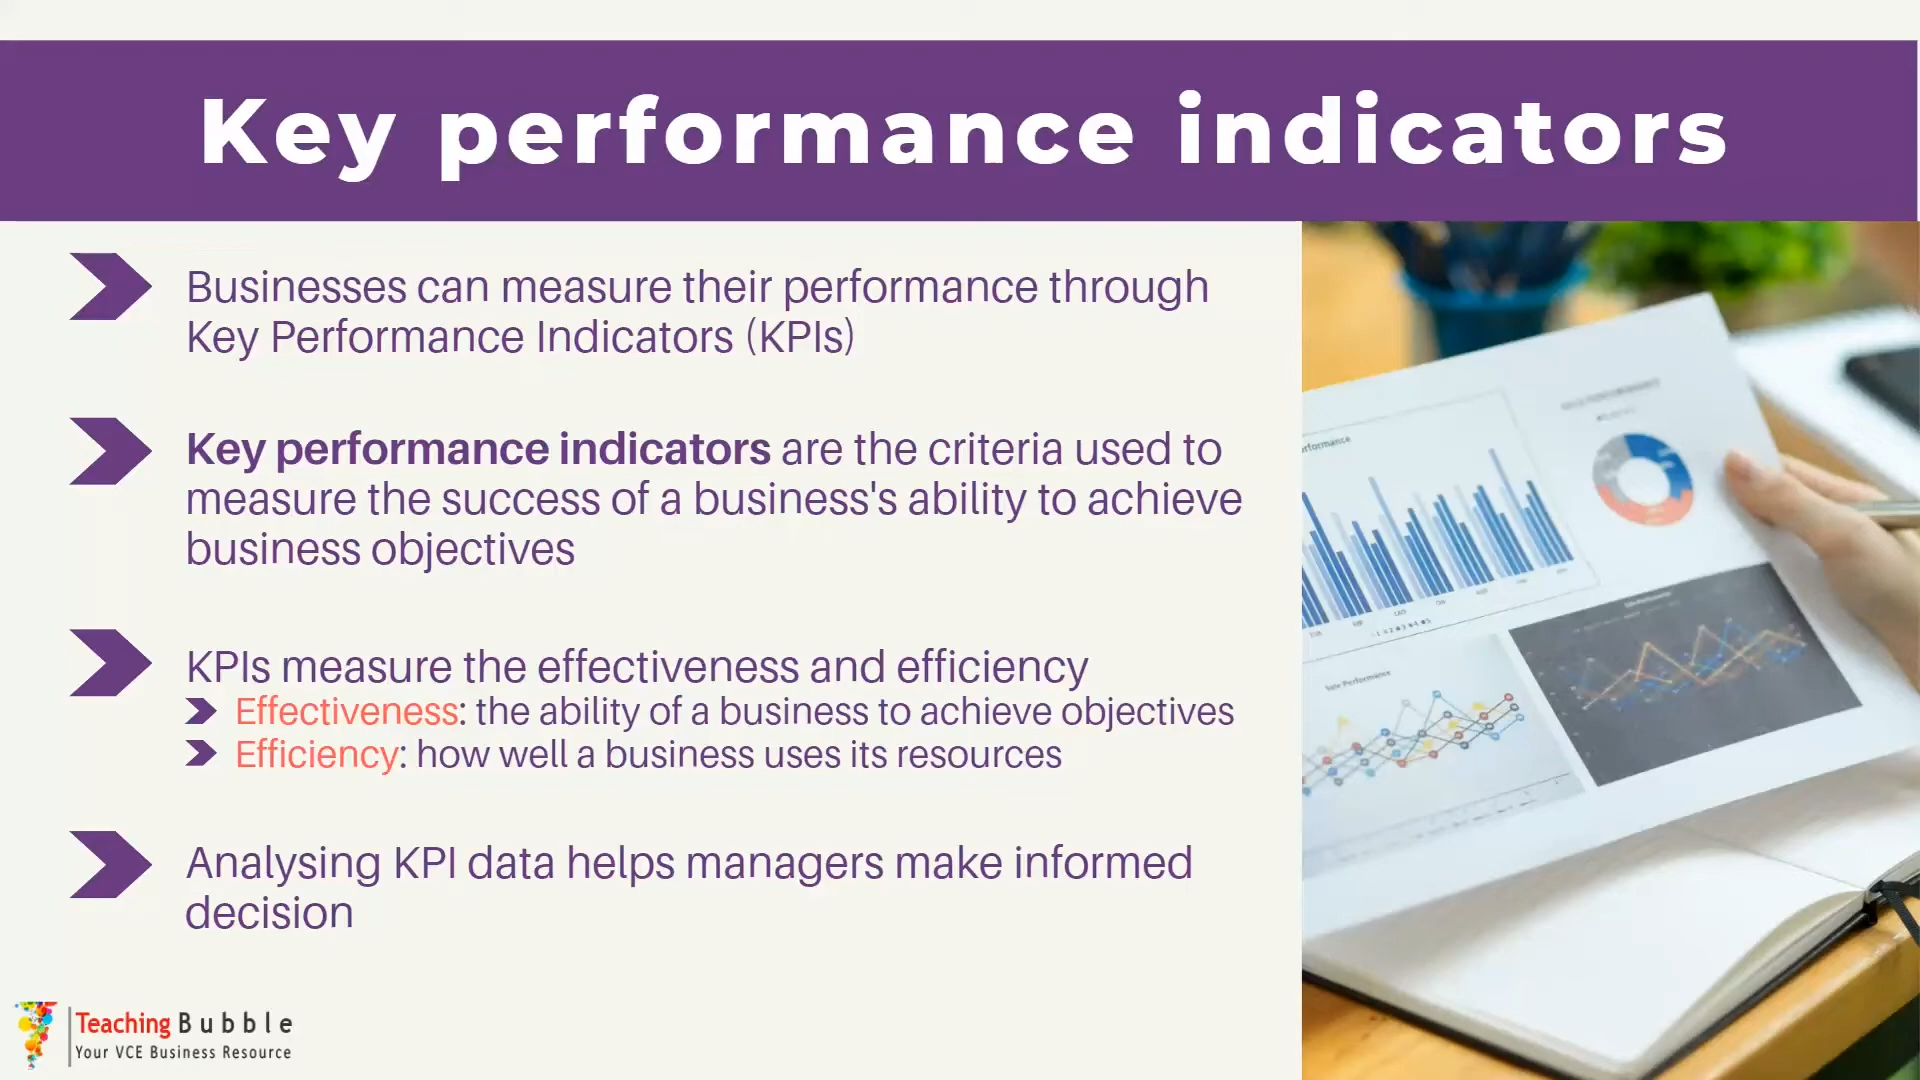 Key performance indicators
Businesses can measure their performance through
Key Performance Indicators (KPIs)
Key performance indicators are the criteria used to
measure the success of a business's ability to achieve
business objectives
KPIs measure the effectiveness and efficiency
Effectiveness: the ability of a business to achieve objectives
Efficiency: how well a business uses its resources
Analysing KPI data helps managers make informed
decision
Teaching Bubble
Your VCE Business Resource